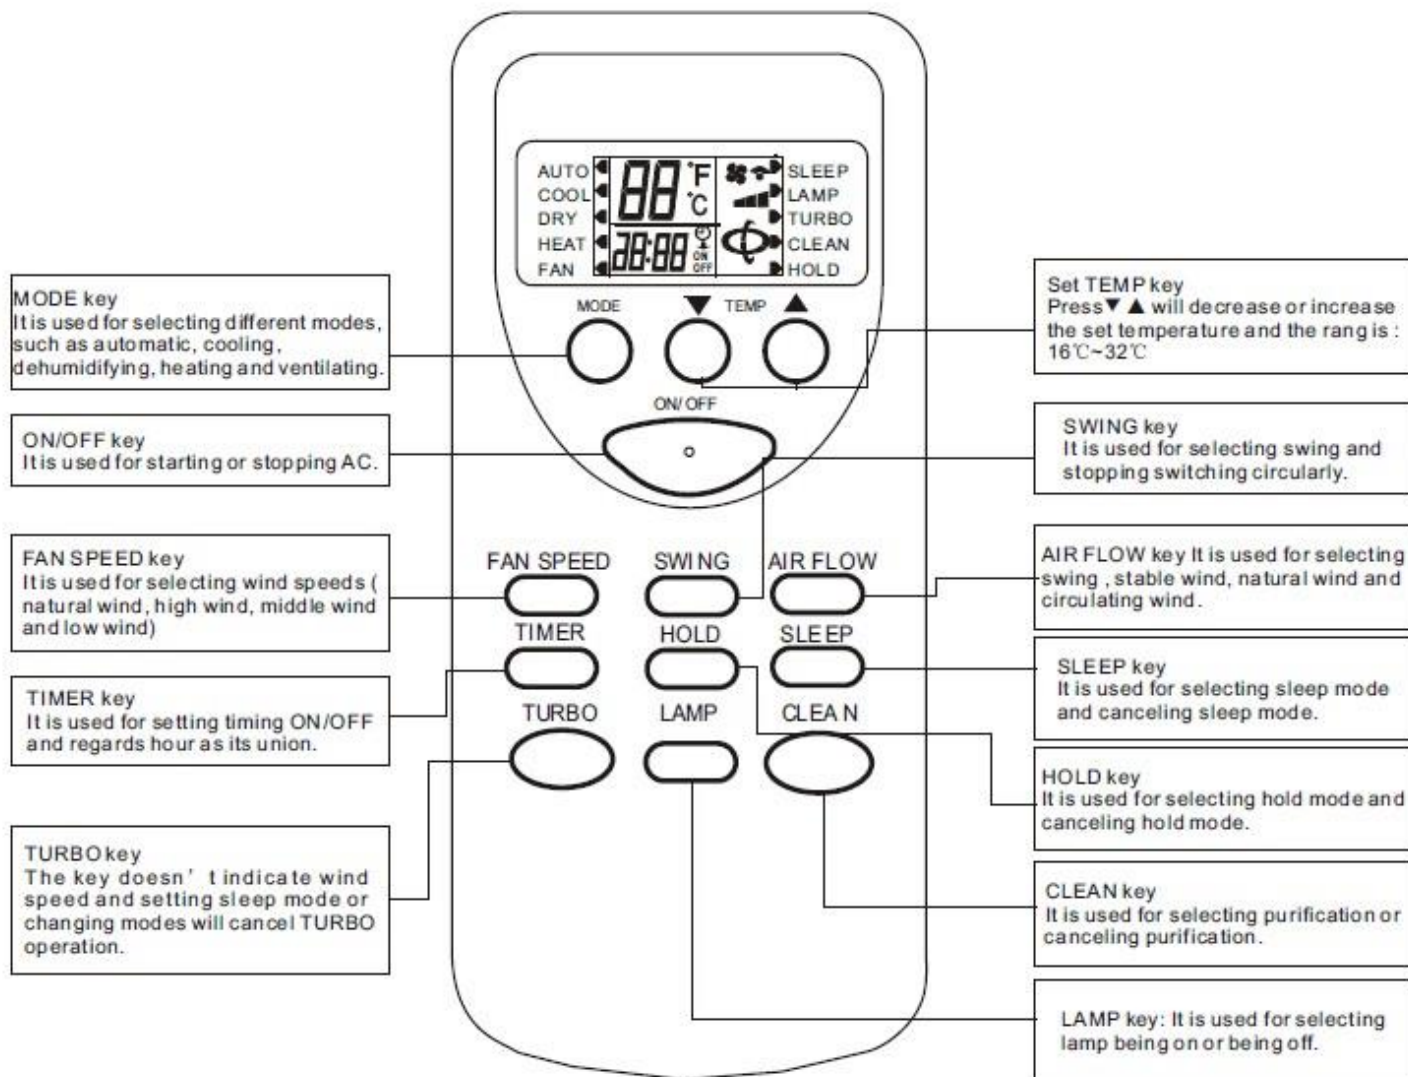 AUTO
COOL
DRY
HEAT
FAN
88 °F
°C
d8:88 ON
OFF
SLEEP
LAMP
TURBO
CLEAN
HOLD
MODE
▼ TEMP ▲
ON/OFF
FAN SPEED SWING AIR FLOW
TIMER HOLD SLEEP
TURBO LAMP CLEAN
MODE key
It is used for selecting different modes,
such as automatic, cooling,
dehumidifying, heating and ventilating.
ON/OFF key
It is used for starting or stopping AC.
FAN SPEED key
It is used for selecting wind speeds (
natural wind, high wind, middle wind
and low wind)
TIMER key
It is used for setting timing ON/OFF
and regards hour as its union.
TURBO key
The key doesn't indicate wind
speed and setting sleep mode or
changing modes will cancel TURBO
operation.
Set TEMP key
Press▼ ▲ will decrease or increase
the set temperature and the rang is :
16℃~32℃
SWING key
It is used for selecting swing and
stopping switching circularly.
AIR FLOW key It is used for selecting
swing , stable wind, natural wind and
circulating wind.
SLEEP key
It is used for selecting sleep mode
and canceling sleep mode.
HOLD key
It is used for selecting hold mode and
canceling hold mode.
CLEAN key
It is used for selecting purification or
canceling purification.
LAMP key: It is used for selecting
lamp being on or being off.